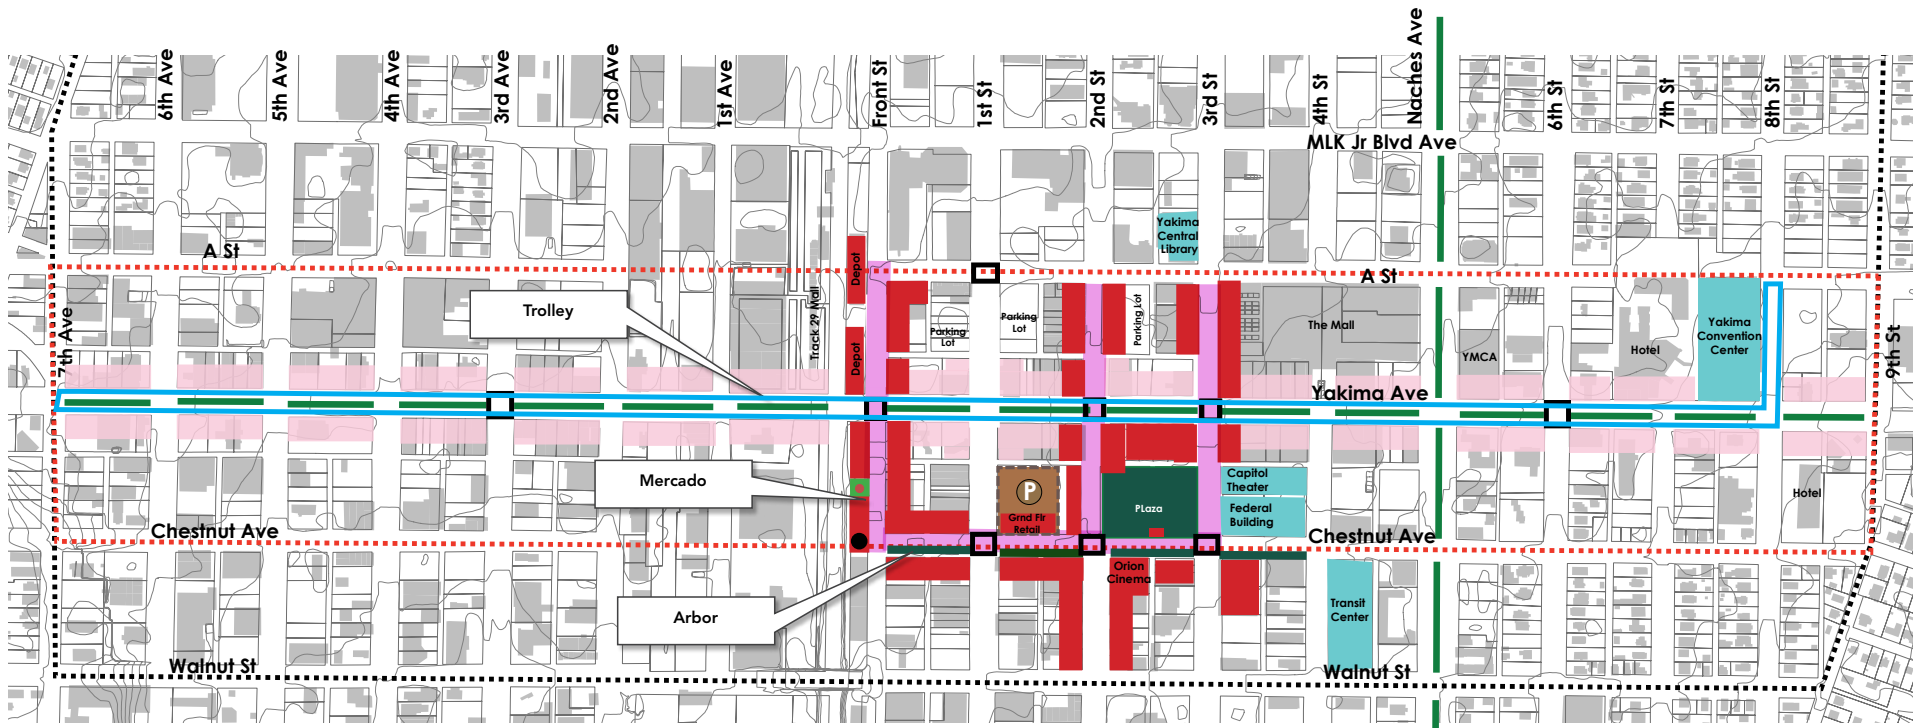 6th Ave
5th Ave
4th Ave
3rd Ave
2nd Ave
1st Ave
Front St
1st St
2nd St
3rd St
4th St
Naches Ave
6th St
7th St
8th St
MLK Jr Blvd Ave
Yakima
Central
Library
A St
A St
Depot
Track 29 Mall
Trolley
7th Ave
Parking
Lot
Parking
Lot
Parking Lot
The Mall
YMCA
Hotel
Yakima
Convention
Center
9th St
Depot
Yakima Ave
Mercado
P
Grnd Flr
Retail
PLaza
Capitol
Theater
Federal
Building
Hotel
Chestnut Ave
Chestnut Ave
Orion
Cinema
Arbor
Transit
Center
Walnut St
Walnut St